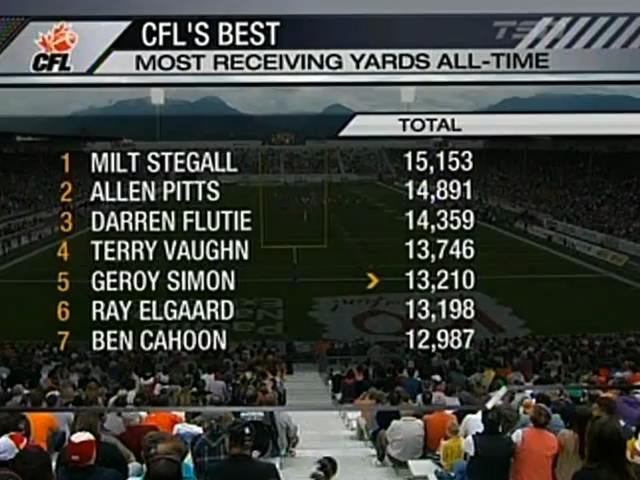 CFL
CFL'S BEST
MOST RECEIVING YARDS ALL-TIME
TOTAL
1 MILT STEGALL 15,153
2 ALLEN PITTS 14,891
3 DARREN FLUTIE 14,359
4 TERRY VAUGHN 13,746
5 GEROY SIMON 13,210
6 RAY ELGAARD 13,198
7 BEN CAHOON 12,987